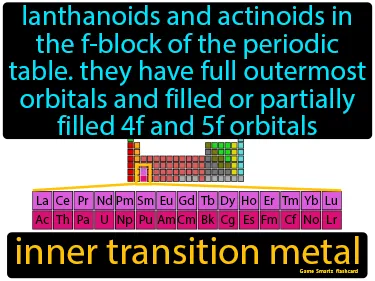 lanthanoids and actinoids in
the f-block of the periodic
table. they have full outermost
orbitals and filled or partially
filled 4f and 5f orbitals
La Ce Pr Nd Pm Sm Eu Gd Tb Dy Ho Er Tm Yb Lu
Ac Th Pa U Np Pu Am Cm Bk Cg Es Fm Cf No Lr
inner transition metal
Game Smartz flashcard